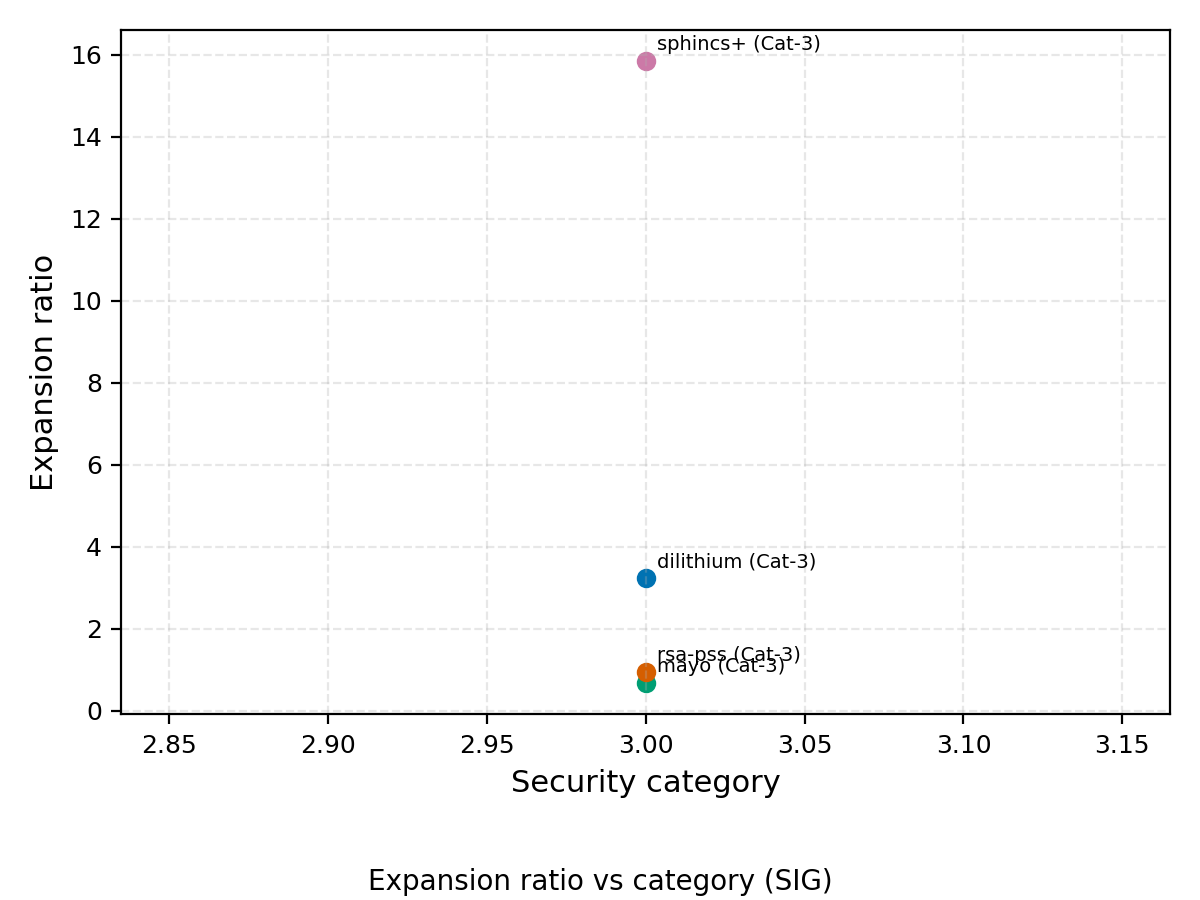 16
sphincs+ (Cat-3)
14
12
10
8
6
4
dilithium (Cat-3)
2
rsa-pss (Cat-3)
mayo (Cat-3)
0
Expansion ratio
2.85 2.90 2.95 3.00 3.05 3.10 3.15
Security category
Expansion ratio vs category (SIG)